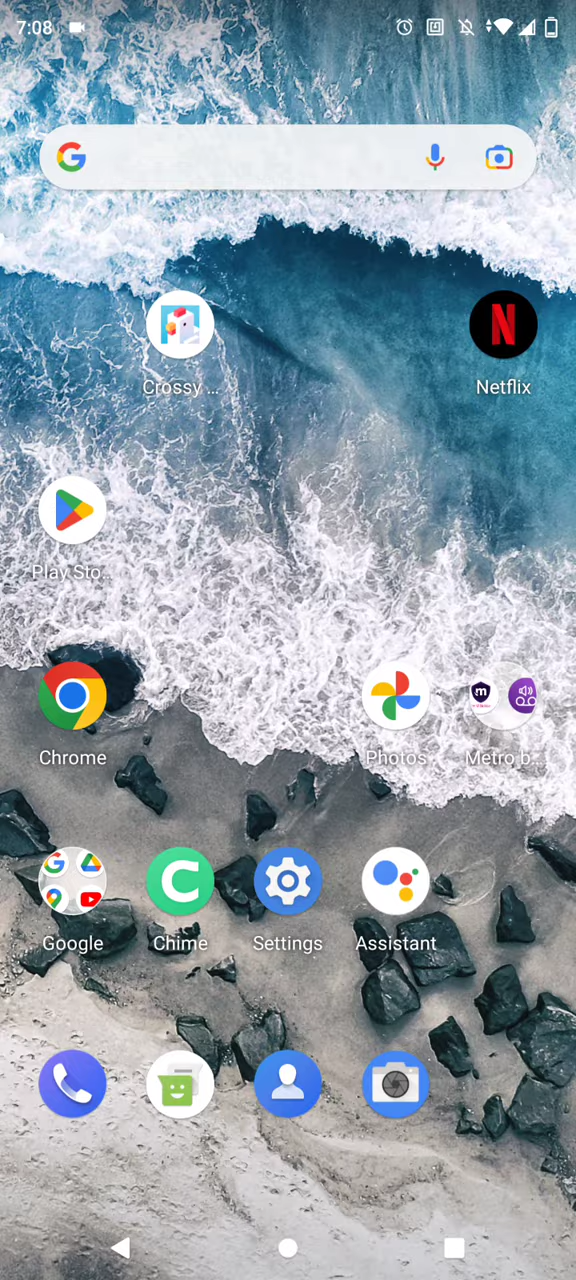 7:08
Crossy ...
Netflix
Play Sto...
Chrome
Photos
Metro b...
Google
Chime
Settings
Assistant